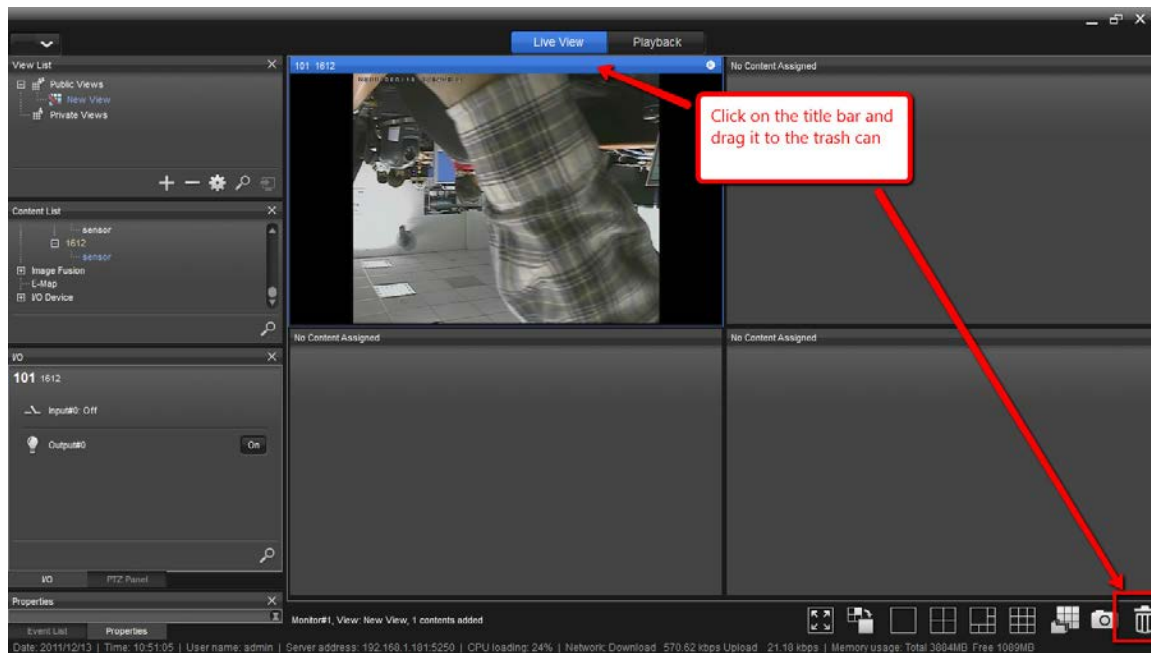 Live View Playback
View List
Public Views
New View
Private Views
Content List
sensor
1612
sensor
Image Fusion
E-Map
I/O Device
I/O
101 1612
Input#0: Off
Output#0 On
I/O PTZ Panel
Properties
Event List Properties
101 1612
No Content Assigned
Click on the title bar and
drag it to the trash can
No Content Assigned
No Content Assigned
Monitor#1, View: New View, 1 contents added
Date: 2011/12/13 | Time: 10:51:05 | User name: admin | Server address: 192.168.1.181:5250 | CPU loading: 24% | Network: Download 570.62 kbps Upload 21.18 kbps | Memory usage: Total 3884MB Free 1089MB